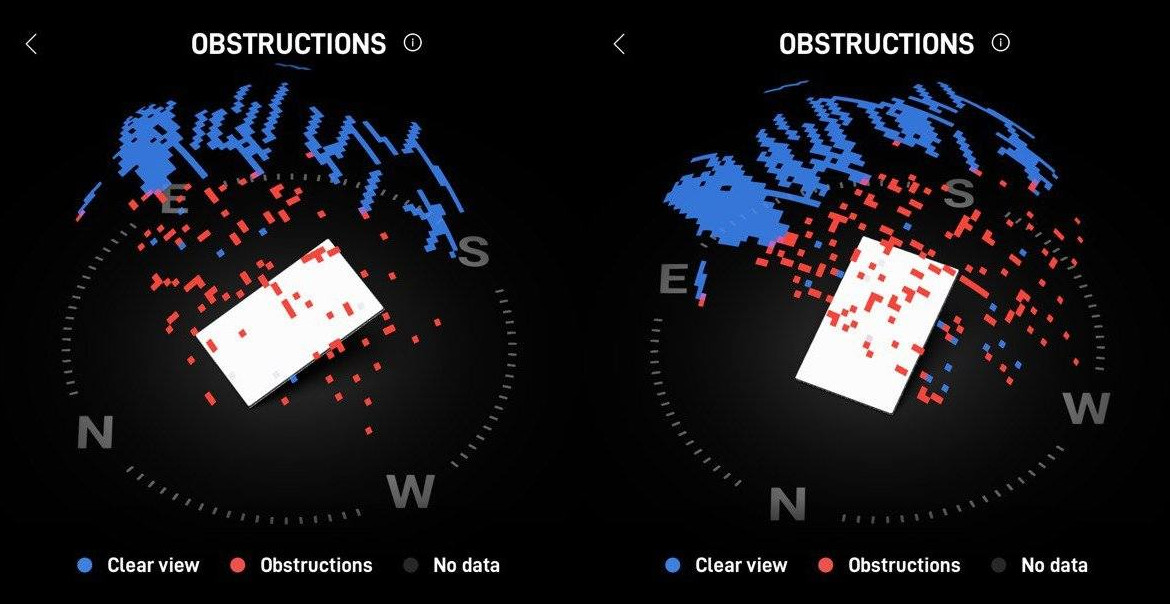 OBSTRUCTIONS
E
S
N
W
Clear view
Obstructions
No data
OBSTRUCTIONS
S
E
W
N
Clear view
Obstructions
No data